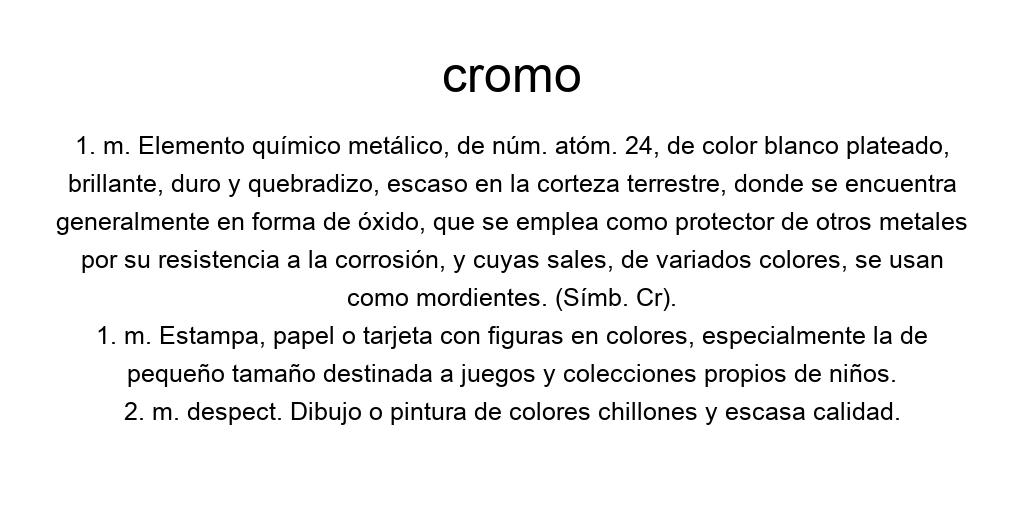 cromo
1. m. Elemento químico metálico, de núm. atóm. 24, de color blanco plateado,
brillante, duro y quebradizo, escaso en la corteza terrestre, donde se encuentra
generalmente en forma de óxido, que se emplea como protector de otros metales
por su resistencia a la corrosión, y cuyas sales, de variados colores, se usan
como mordientes. (Símb. Cr).
1. m. Estampa, papel o tarjeta con figuras en colores, especialmente la de
pequeño tamaño destinada a juegos y colecciones propios de niños.
2. m. despect. Dibujo o pintura de colores chillones y escasa calidad.